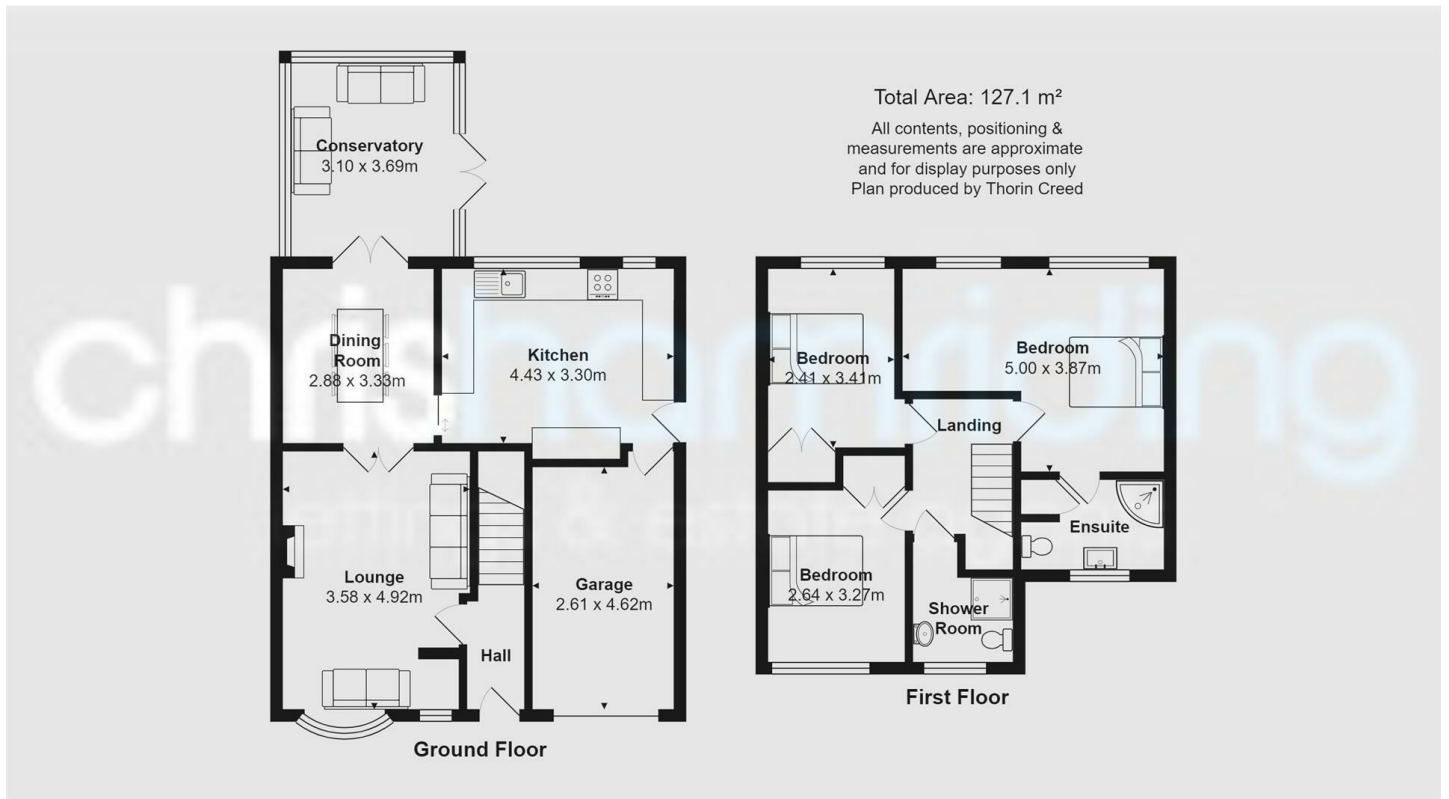 Total Area: 127.1 m²
All contents, positioning &
measurements are approximate
and for display purposes only
Plan produced by Thorin Creed
Conservatory
3.10 x 3.69m
Dining
Room
2.88 x 3.33m
Kitchen
4.43 x 3.30m
Lounge
3.58 x 4.92m
Hall
Garage
2.61 x 4.62m
Ground Floor
Bedroom
2.41 x 3.41m
Bedroom
5.00 x 3.87m
Landing
Ensuite
Bedroom
2.64 x 3.27m
Shower
Room
First Floor
chrishamriding